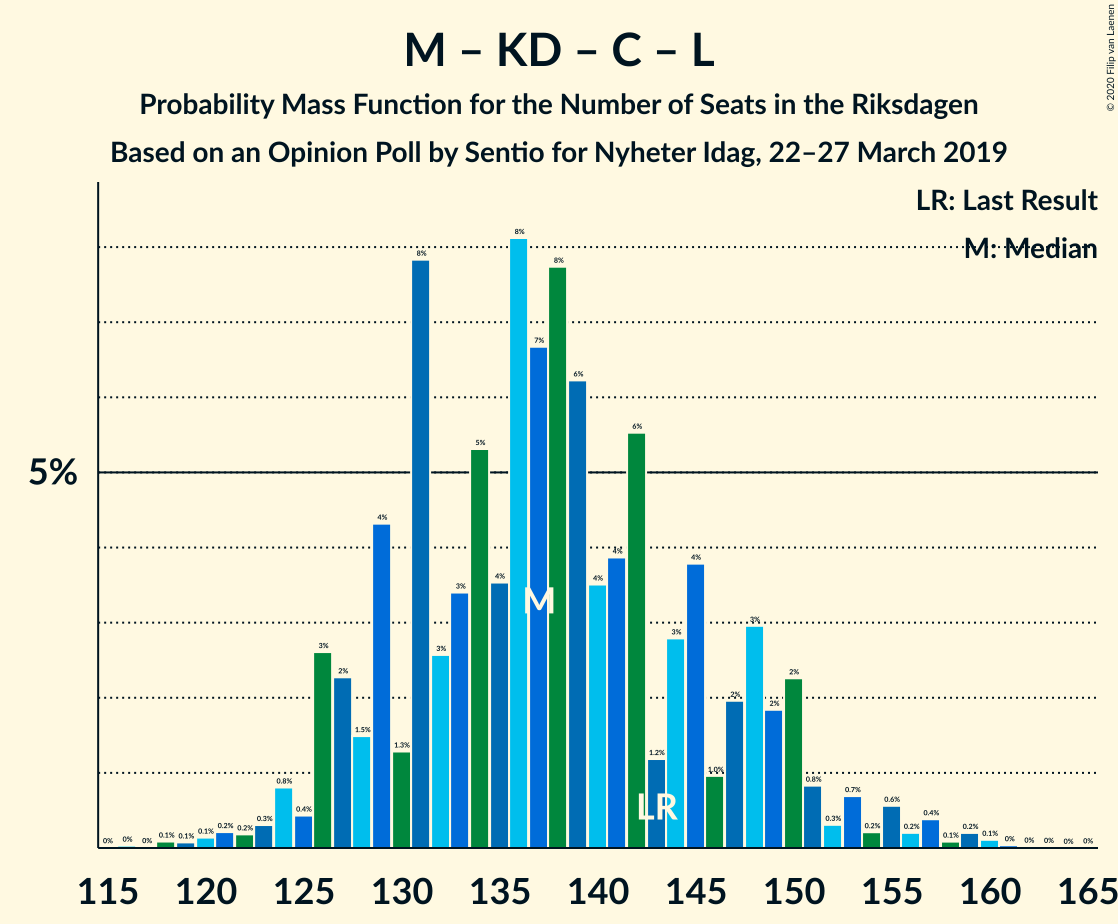 M – KD – C – L
Probability Mass Function for the Number of Seats in the Riksdagen
Based on an Opinion Poll by Sentio for Nyheter Idag, 22–27 March 2019
© 2020 Filip van Laenen
LR: Last Result
M: Median
5%
0% 0% 0% 0.1% 0.1% 0.1% 0.2% 0.2% 0.3% 0.8% 0.4% 3% 2% 1.5% 4% 1.3% 8% 3% 3% 5% 4% 8% 7% 8% 6% 4% 4% 6% 1.2% 3% 4% 1.0% 2% 3% 2% 2% 0.8% 0.3% 0.7% 0.2% 0.6% 0.2% 0.4% 0.1% 0.2% 0.1% 0% 0% 0% 0% 0%
M
LR
115 120 125 130 135 140 145 150 155 160 165